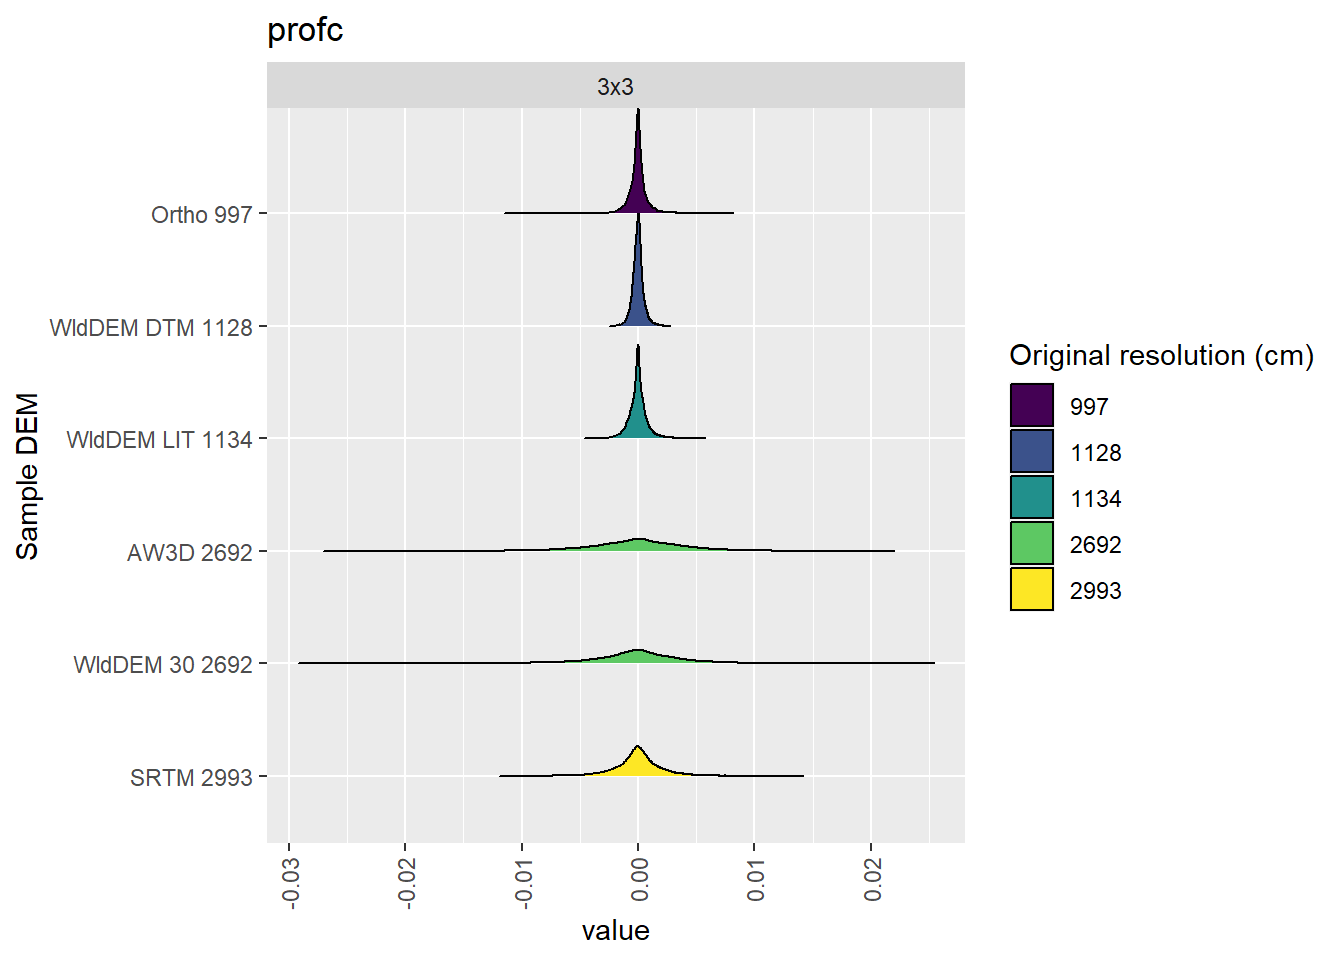 profc
3x3
Sample DEM
Ortho 997
WldDEM DTM 1128
WldDEM LIT 1134
AW3D 2692
WldDEM 30 2692
SRTM 2993
-0.03
-0.02
-0.01
0.00
0.01
0.02
value
Original resolution (cm)
997
1128
1134
2692
2993